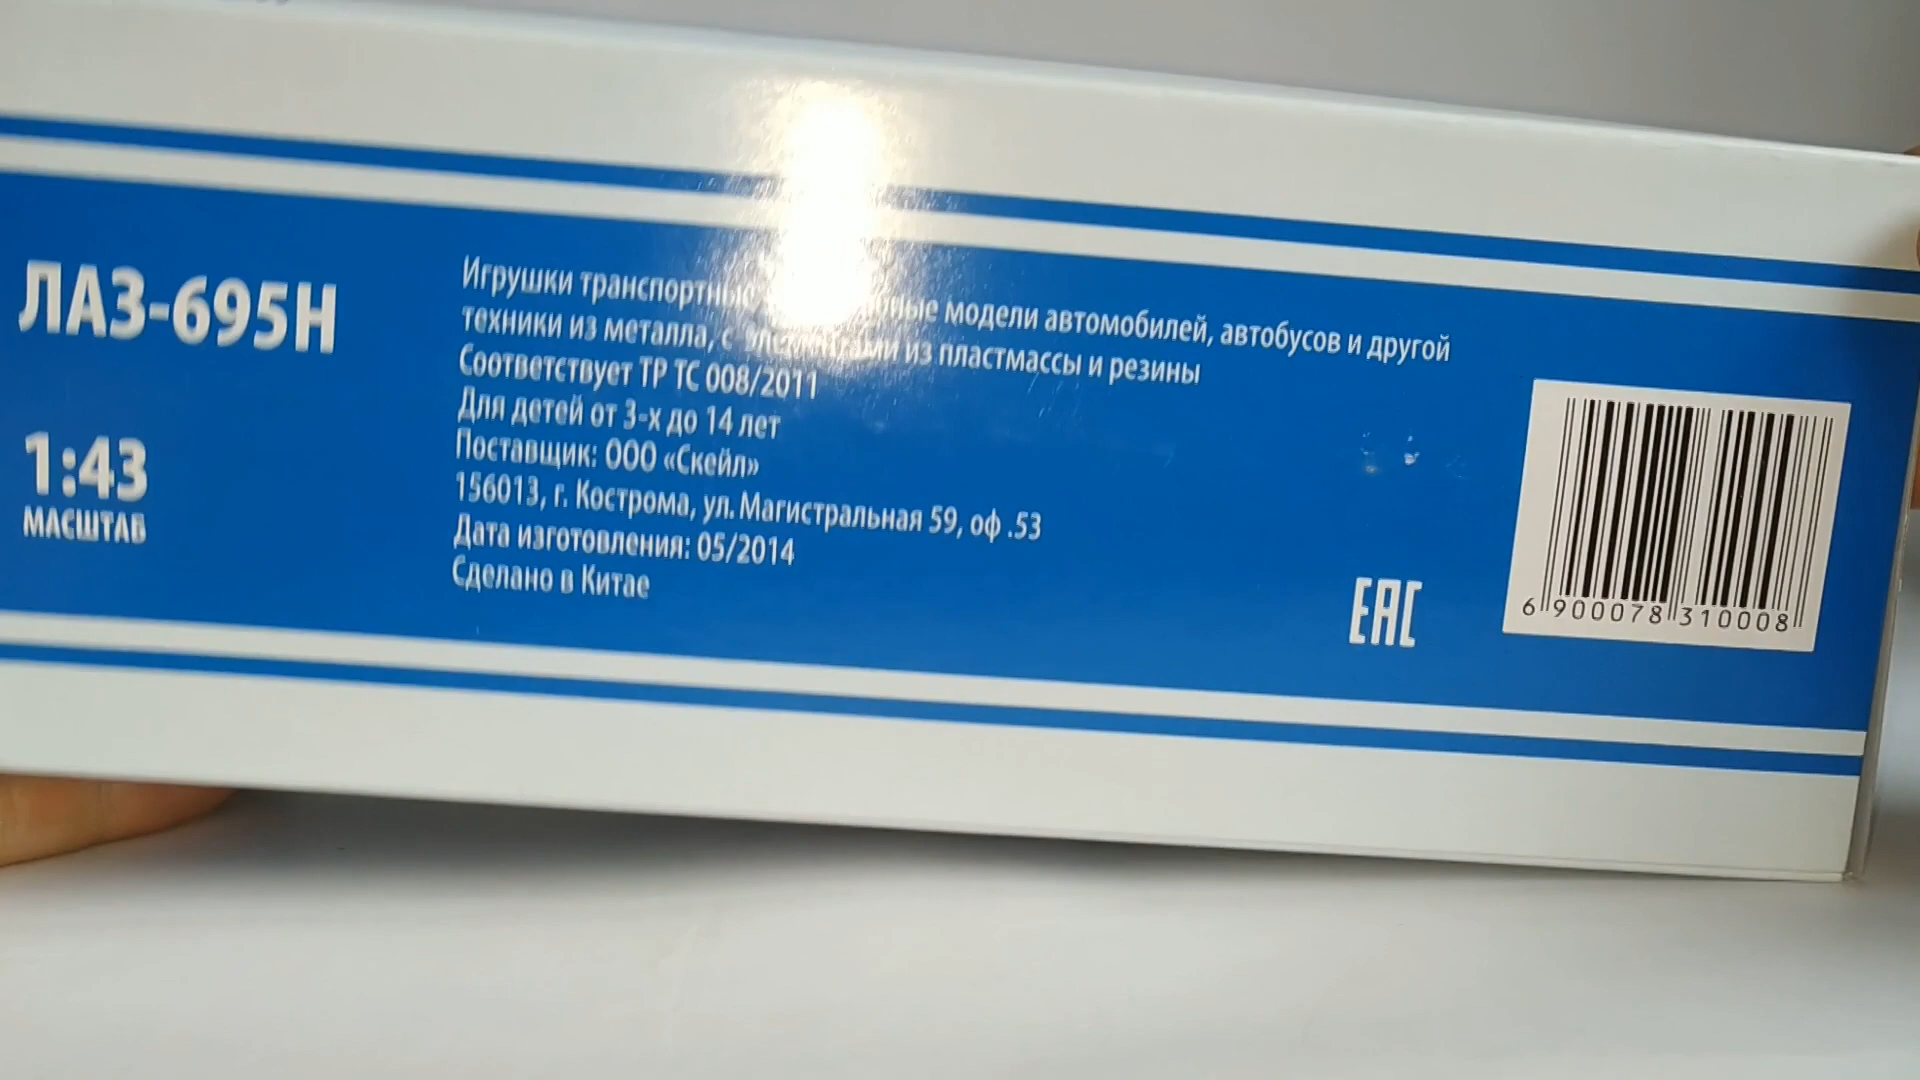 ЛАЗ-695Н
1:43
МАСШТАБ
Игрушки транспортные модели автомобилей, автобусов и другой
техники из металла, с из пластмассы и резины
Соответствует ТР ТС 008/2011
Для детей от 3-х до 14 лет
Поставщик: ООО «Скейл»
156013, г. Кострома, ул. Магистральная 59, оф .53
Дата изготовления: 05/2014
Сделано в Китае
EAC
6 900078 310008